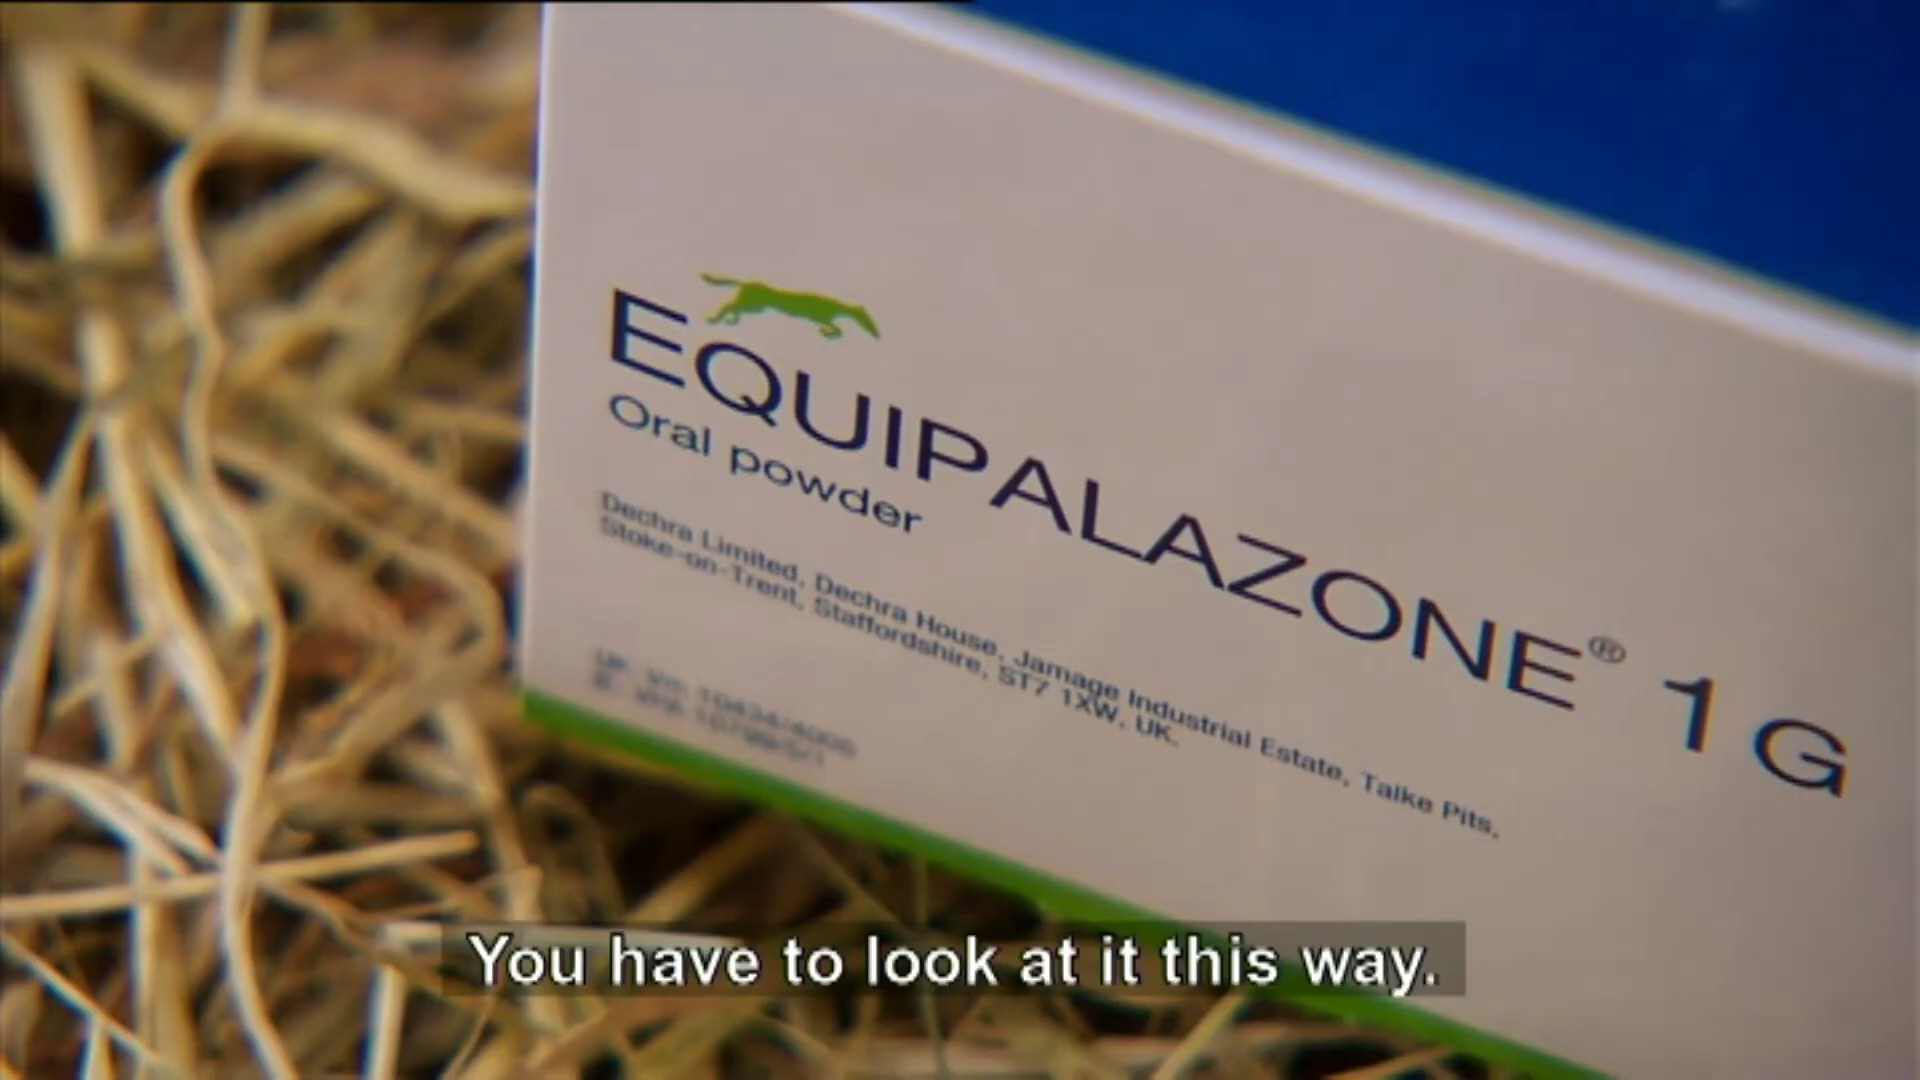 EQUIPALAZONE® 1 G
Oral powder
Dechra Limited, Dechra House, Jamage Industrial Estate, Talke Pits,
Stoke-on-Trent, Staffordshire, ST7 1XW, UK.
You have to look at it this way.